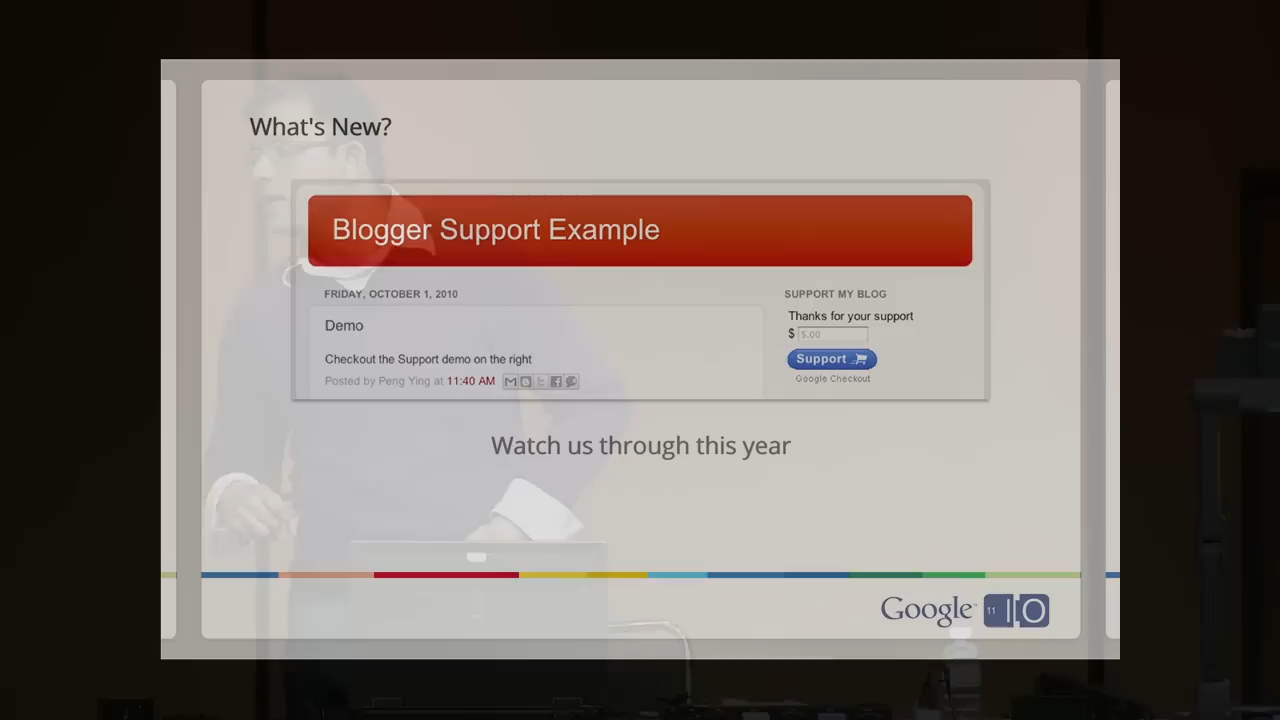 What's New?
Blogger Support Example
FRIDAY, OCTOBER 1, 2010
Demo
Checkout the Support demo on the right
Posted by Peng Ying at 11:40 AM
SUPPORT MY BLOG
Thanks for your support
$ 5.00
Support
Google Checkout
Watch us through this year
Google 11 IO